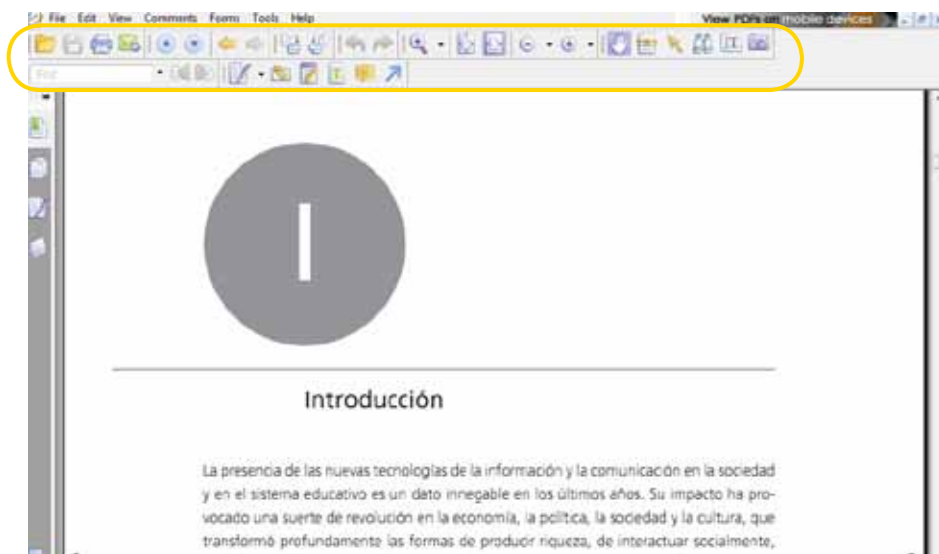 File Edit View Comments Forms Tools Help
View PDFs on mobile devices
Find
I
Introducción
La presencia de las nuevas tecnologías de la información y la comunicación en la sociedad
y en el sistema educativo es un dato innegable en los últimos años. Su impacto ha pro-
vocado una suerte de revolución en la economía, la política, la sociedad y la cultura, que
transformó profundamente las formas de producir riqueza, de interactuar socialmente,